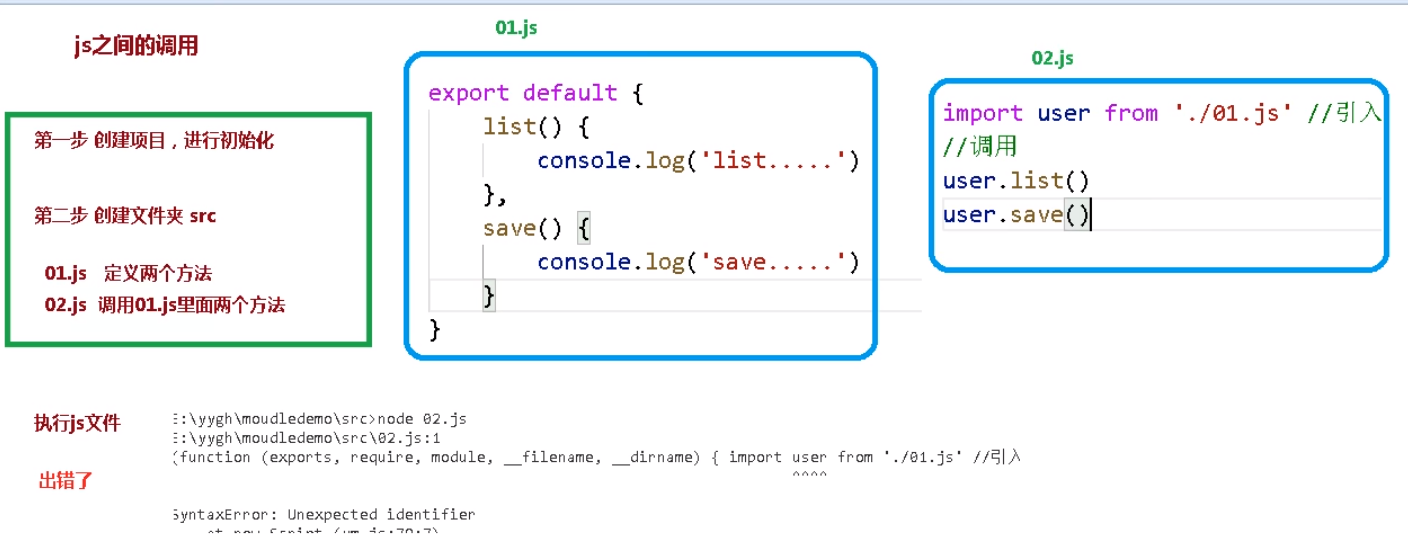 js之间的调用
第一步 创建项目，进行初始化
第二步 创建文件夹 src
01.js 定义两个方法
02.js 调用01.js里面两个方法
01.js
export default {
list() {
console.log('list.....')
},
save() {
console.log('save.....')
}
}
02.js
import user from './01.js' //引入
//调用
user.list()
user.save()
执行js文件
出错了
E:\yygh\moudledemo\src>node 02.js
E:\yygh\moudledemo\src\02.js:1
(function (exports, require, module, __filename, __dirname) { import user from './01.js' //引入
^^^^
SyntaxError: Unexpected identifier